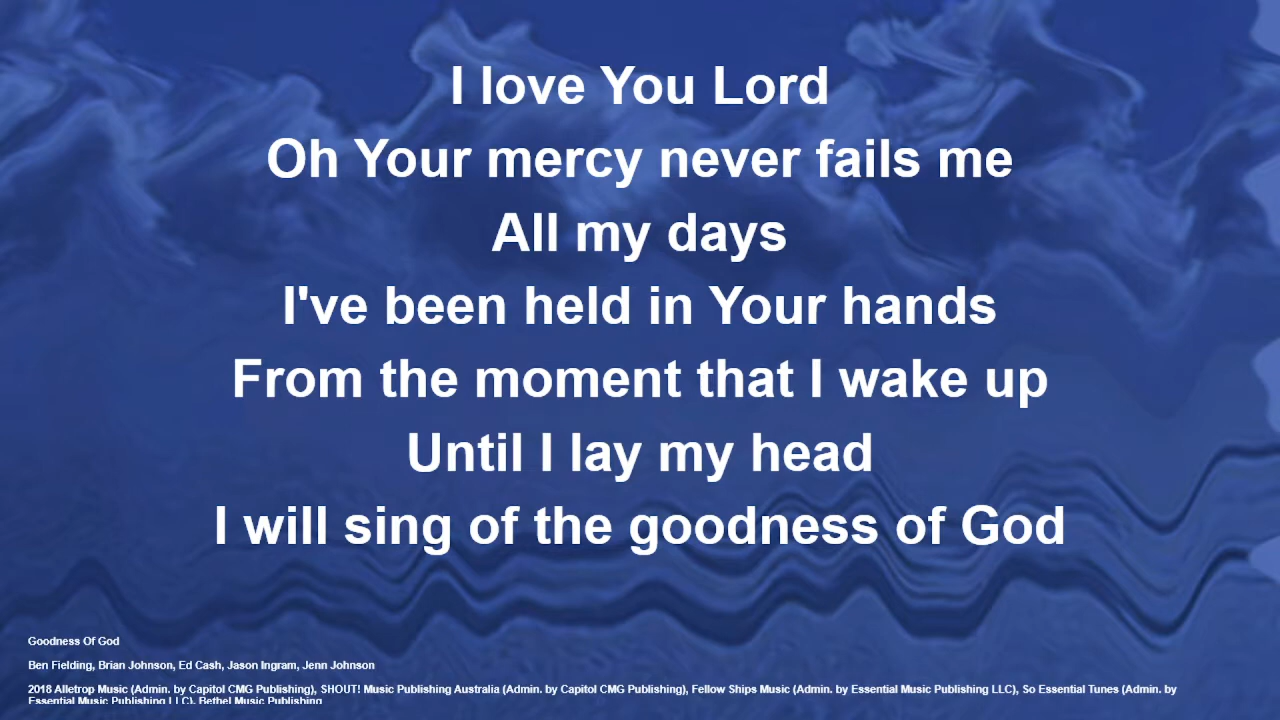 I love You Lord
Oh Your mercy never fails me
All my days
I've been held in Your hands
From the moment that I wake up
Until I lay my head
I will sing of the goodness of God
Goodness Of God
Ben Fielding, Brian Johnson, Ed Cash, Jason Ingram, Jenn Johnson
2018 Alletrop Music (Admin. by Capitol CMG Publishing), SHOUT! Music Publishing Australia (Admin. by Capitol CMG Publishing), Fellow Ships Music (Admin. by Essential Music Publishing LLC), So Essential Tunes (Admin. by
Essential Music Publishing LLC), Bethel Music Publishing